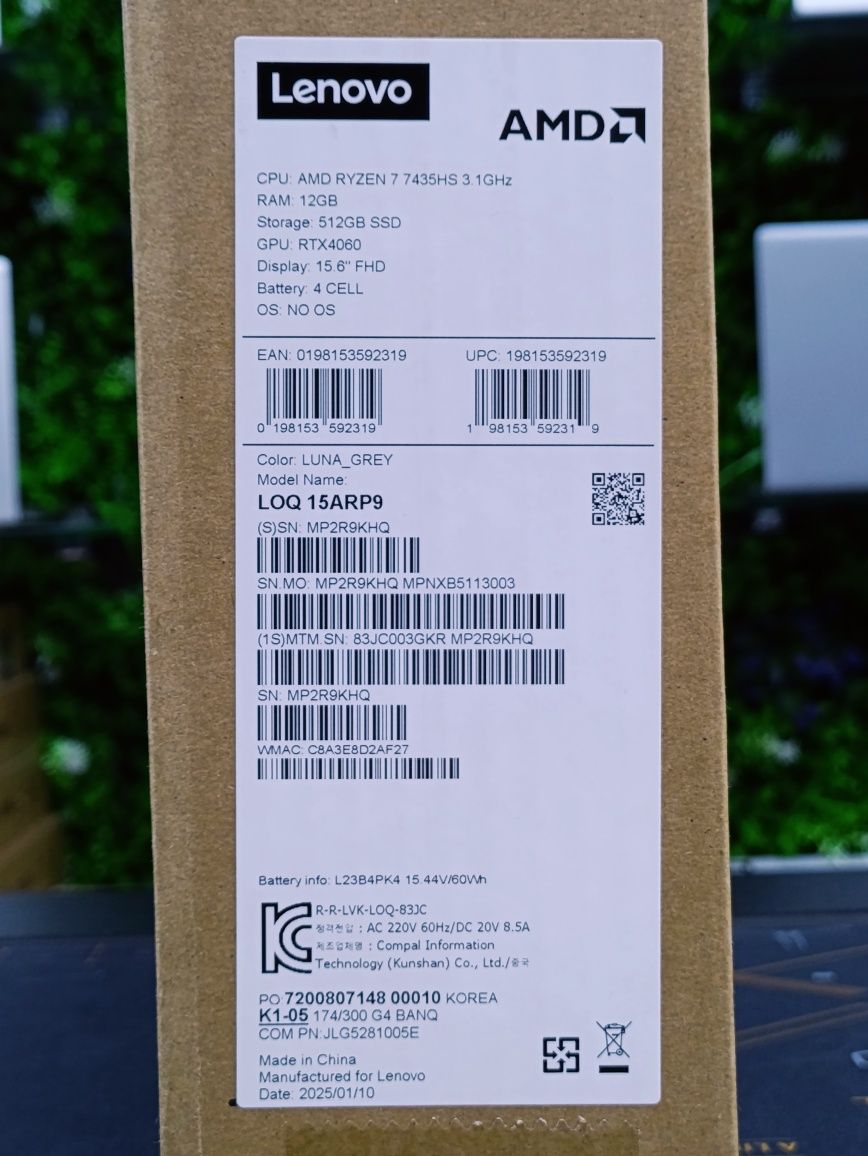 Lenovo
AMD
CPU: AMD RYZEN 7 7435HS 3.1GHz
RAM: 12GB
Storage: 512GB SSD
GPU: RTX4060
Display: 15.6" FHD
Battery: 4 CELL
OS: NO OS
EAN: 0198153592319 UPC: 198153592319
0 198153 592319 1 98153 59231 9
Color: LUNA_GREY
Model Name:
LOQ 15ARP9
(S)SN: MP2R9KHQ
SN.MO: MP2R9KHQ MPNXB5113003
(1S)MTM.SN: 83JC003GKR MP2R9KHQ
SN: MP2R9KHQ
WMAC: C8A3E8D2AF27
Battery info: L23B4PK4 15.44V/60Wh
R-R-LVK-LOQ-83JC
정격전압 : AC 220V 60Hz/DC 20V 8.5A
제조업체명 : Compal Information
Technology (Kunshan) Co., Ltd./중국
PO:7200807148 00010 KOREA
K1-05 174/300 G4 BANQ
COM PN:JLG5281005E
Made in China
Manufactured for Lenovo
Date: 2025/01/10